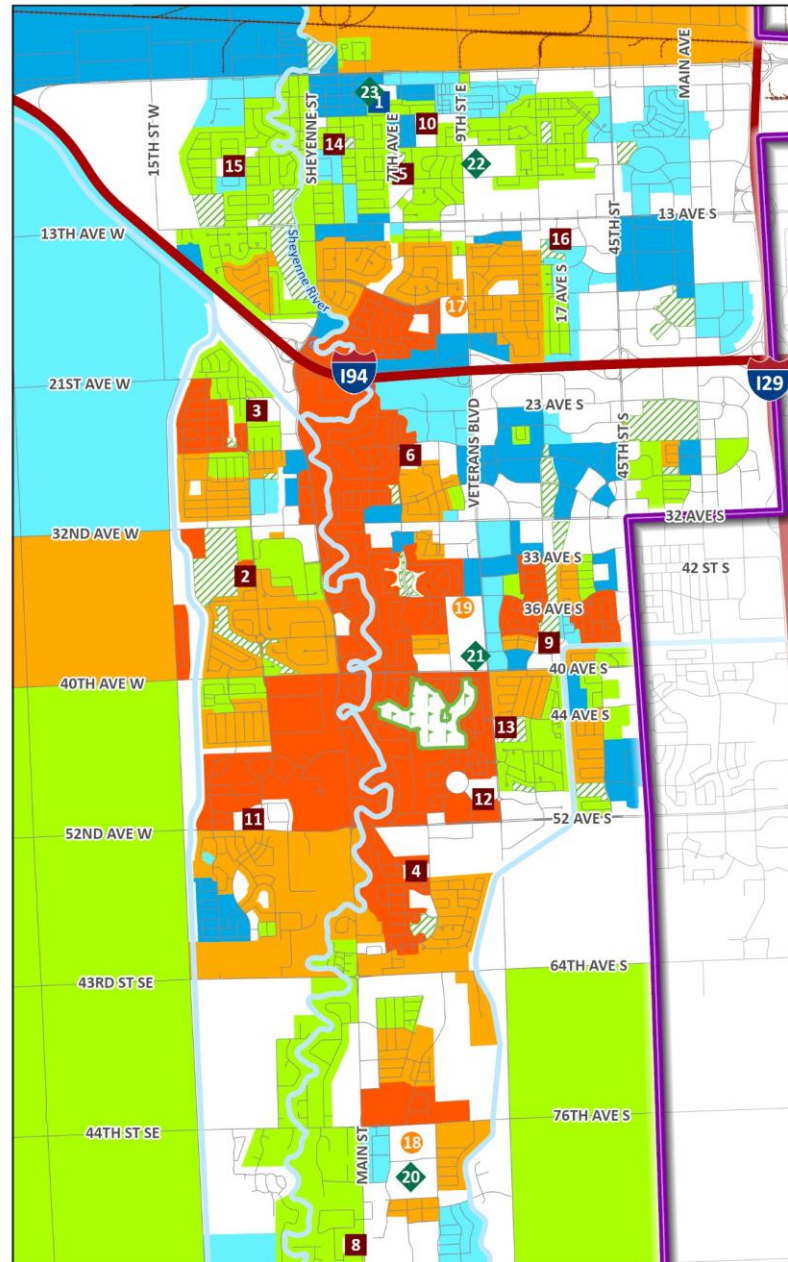 MAIN AVE
23
1
10
9TH ST E
7TH AVE E
SHEYENNE ST
15TH ST W
14
15
5
22
13 AVE S
45TH ST
13TH AVE W
16
17 AVE S
Sheyenne River
17
I94
I29
21ST AVE W
3
23 AVE S
VETERANS BLVD
45TH ST S
6
32 AVE S
32ND AVE W
33 AVE S
42 ST S
2
36 AVE S
19
9
21
40 AVE S
40TH AVE W
44 AVE S
13
12
11
52 AVE S
52ND AVE W
4
64TH AVE S
43RD ST SE
76TH AVE S
44TH ST SE
18
MAIN ST
20
8